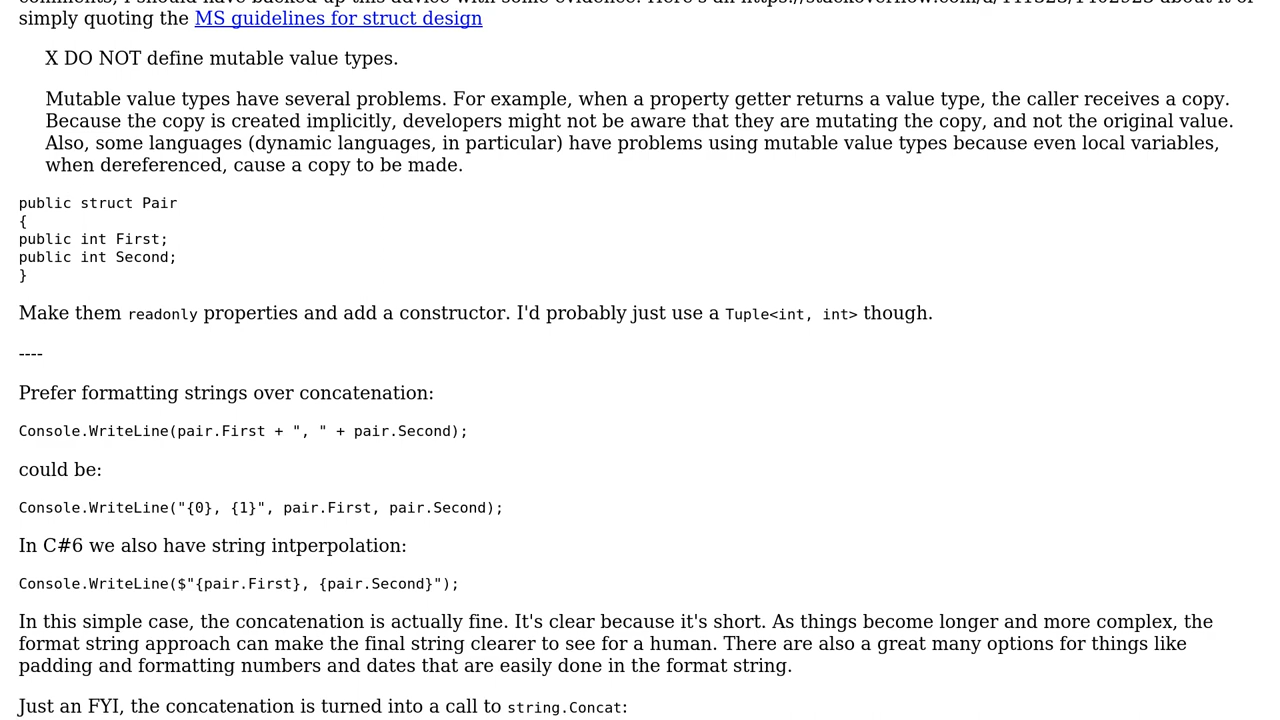 simply quoting the MS guidelines for struct design
X DO NOT define mutable value types.
Mutable value types have several problems. For example, when a property getter returns a value type, the caller receives a copy.
Because the copy is created implicitly, developers might not be aware that they are mutating the copy, and not the original value.
Also, some languages (dynamic languages, in particular) have problems using mutable value types because even local variables,
when dereferenced, cause a copy to be made.
public struct Pair
{
public int First;
public int Second;
}
Make them readonly properties and add a constructor. I'd probably just use a Tuple<int, int> though.
----
Prefer formatting strings over concatenation:
Console.WriteLine(pair.First + ", " + pair.Second);
could be:
Console.WriteLine("{0}, {1}", pair.First, pair.Second);
In C#6 we also have string intperpolation:
Console.WriteLine($"{pair.First}, {pair.Second}");
In this simple case, the concatenation is actually fine. It's clear because it's short. As things become longer and more complex, the
format string approach can make the final string clearer to see for a human. There are also a great many options for things like
padding and formatting numbers and dates that are easily done in the format string.
Just an FYI, the concatenation is turned into a call to string.Concat: